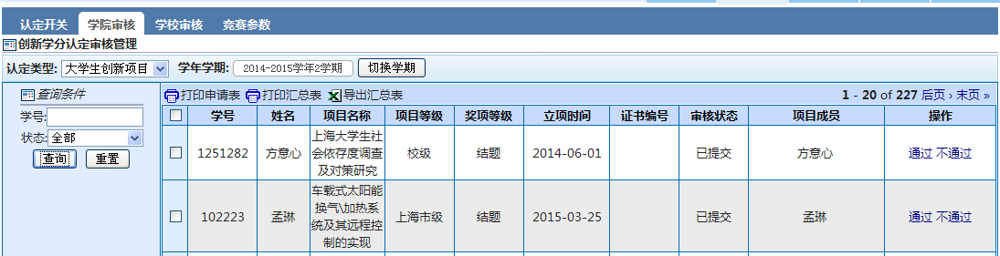 认定开关 学院审核 学校审核 竞赛参数
创新学分认定审核管理
认定类型: 大学生创新项目 学年学期: 2014-2015学年2学期 切换学期
查询条件
学号:
状态: 全部
查询 重置
打印申请表 打印汇总表 导出汇总表 1 - 20 of 227 后页 › 末页 »
学号 姓名 项目名称 项目等级 奖项等级 立项时间 证书编号 审核状态 项目成员 操作
1251282 方意心 上海大学生社会依存度调查及对策研究 校级 结题 2014-06-01 已提交 方意心 通过 不通过
102223 孟琳 车载式太阳能换气\加热系统及其远程控制的实现 上海市级 结题 2015-03-25 已提交 孟琳 通过 不通过